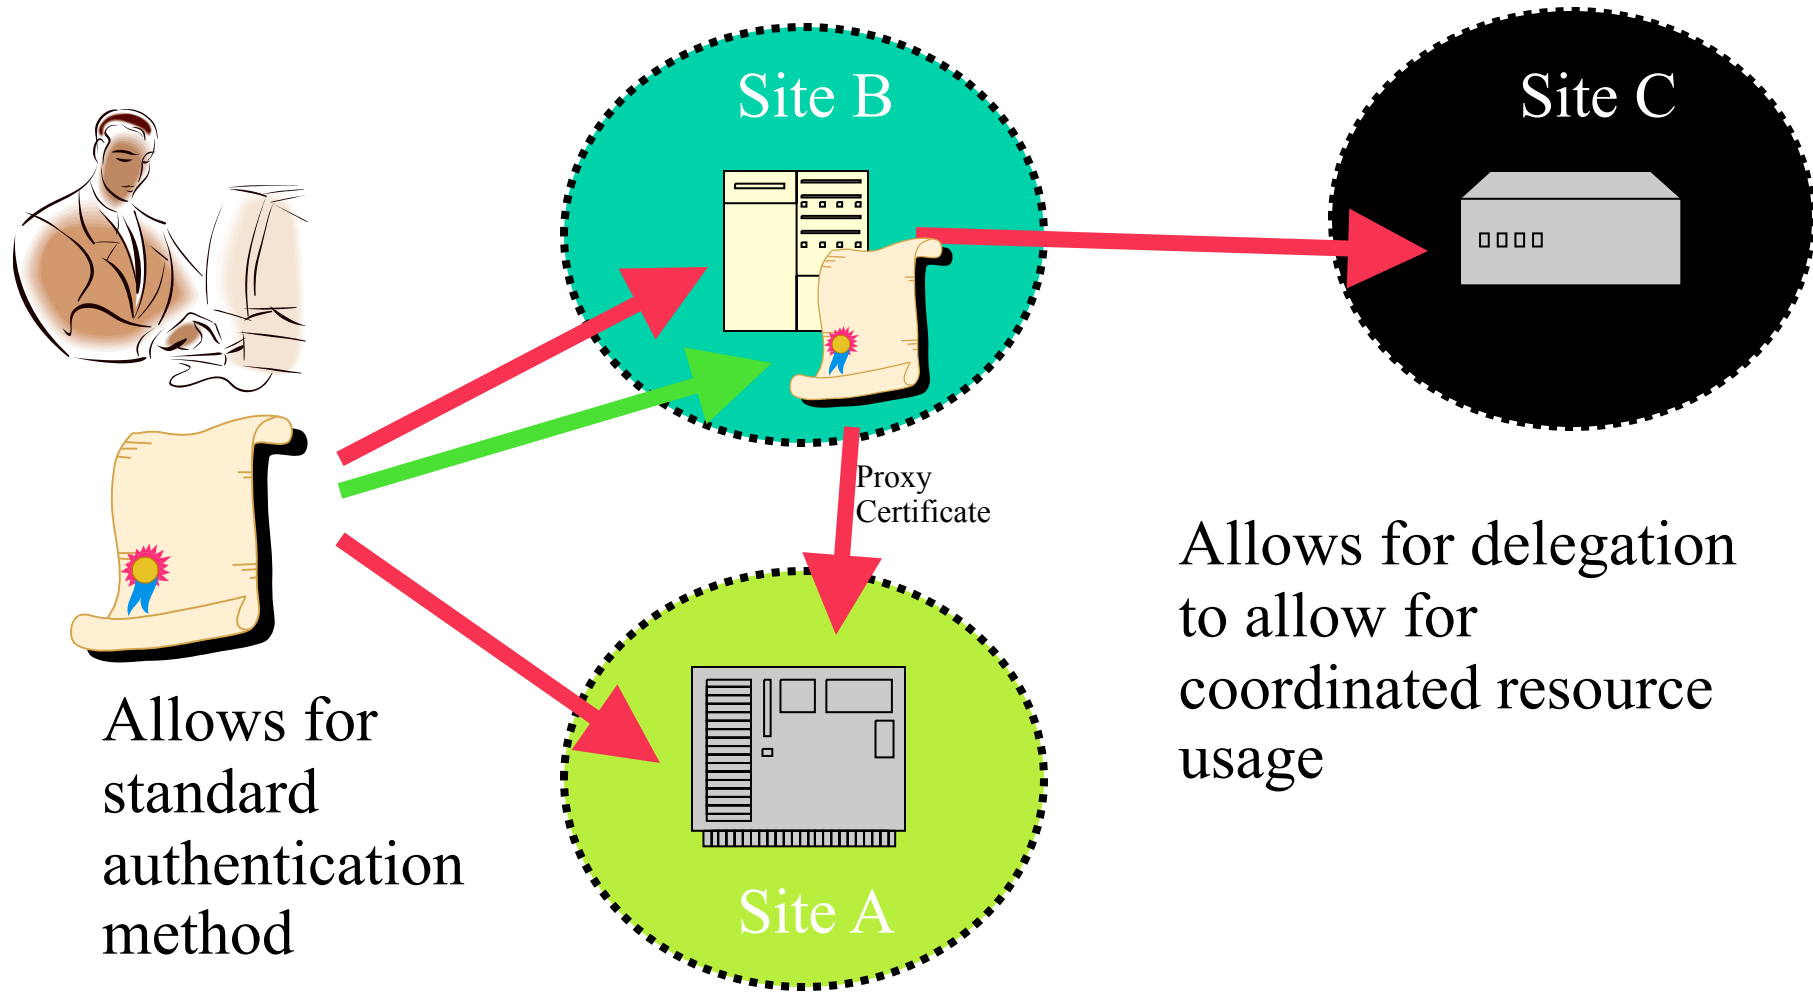 Site B
Site C
Proxy
Certificate
Allows for delegation
to allow for
coordinated resource
usage
Allows for
standard
authentication
method
Site A